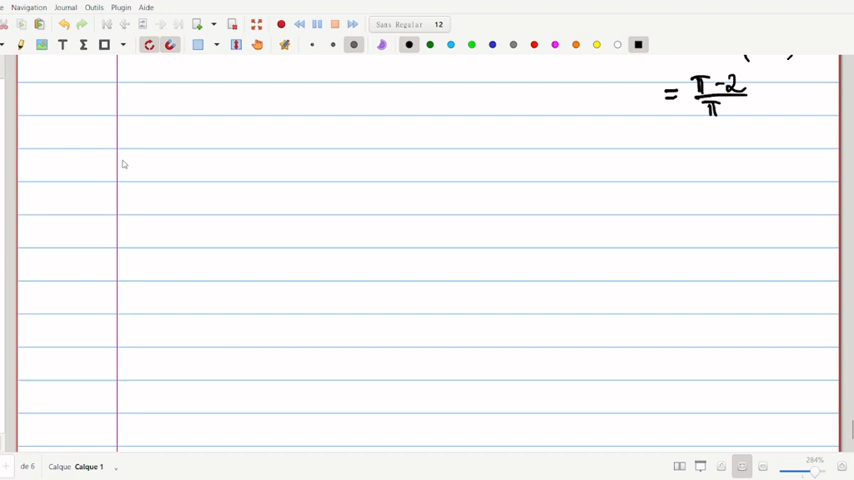 e Navigation Journal Outils Plugin Aide
Sans Regular 12
= π-2/π
de 6 Calque Calque 1
284%